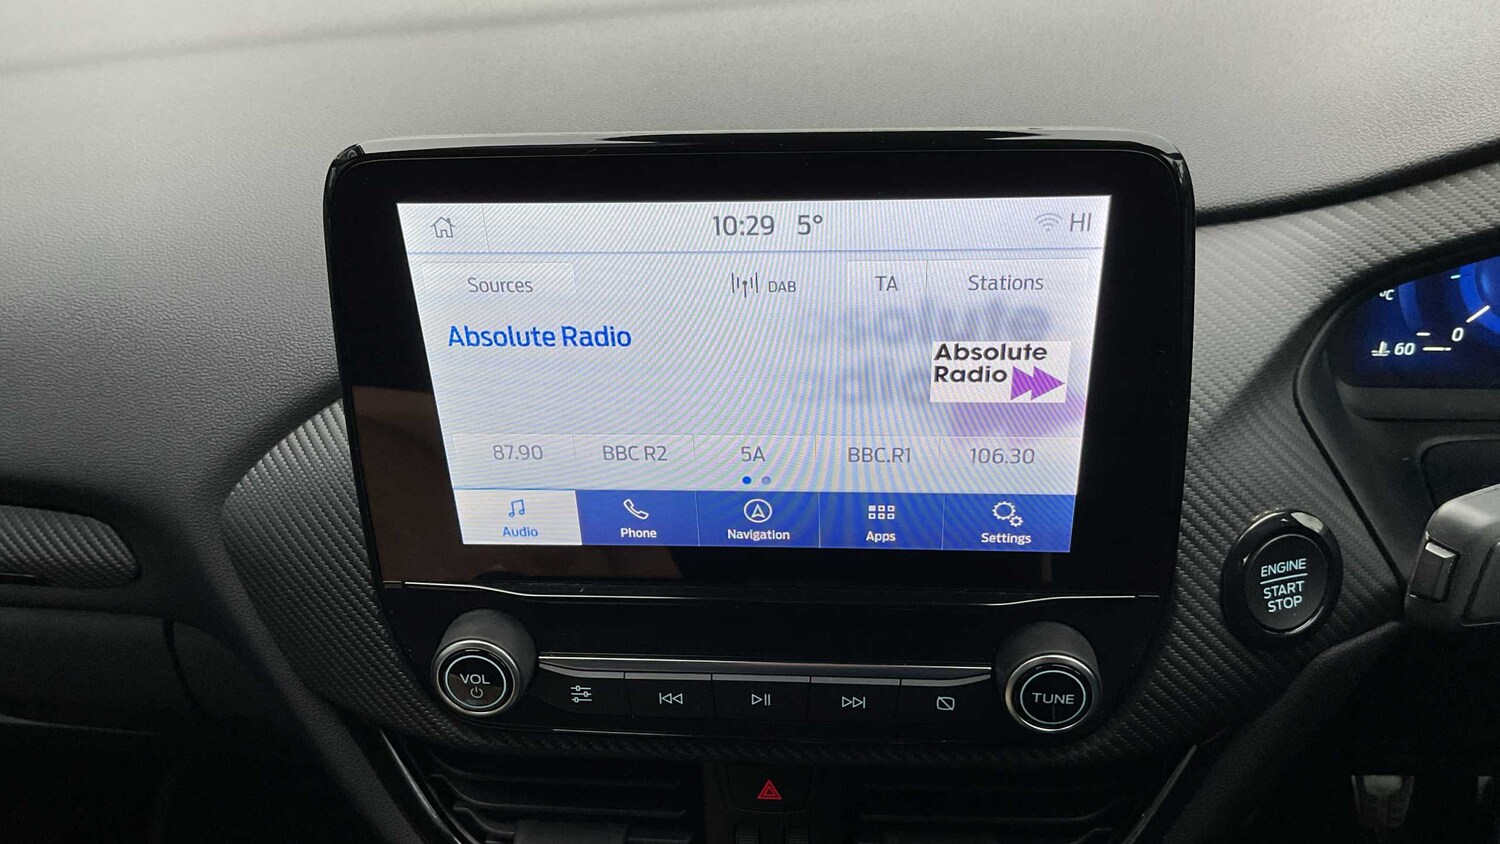 10:29 5° HI
Sources DAB TA Stations
Absolute Radio
Absolute
Radio
87.90 BBC R2 5A BBC.R1 106.30
Audio Phone Navigation Apps Settings
°C
60
0
ENGINE
START
STOP
VOL
TUNE